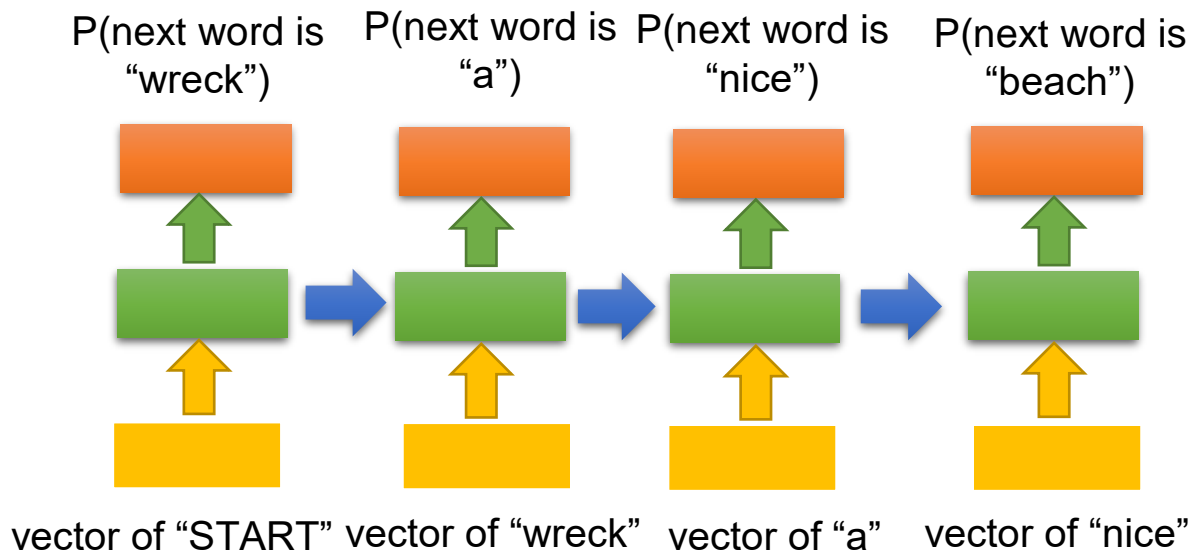 P(next word is
“wreck”)
P(next word is
“a”)
P(next word is
“nice”)
P(next word is
“beach”)
vector of “START”
vector of “wreck”
vector of “a”
vector of “nice”